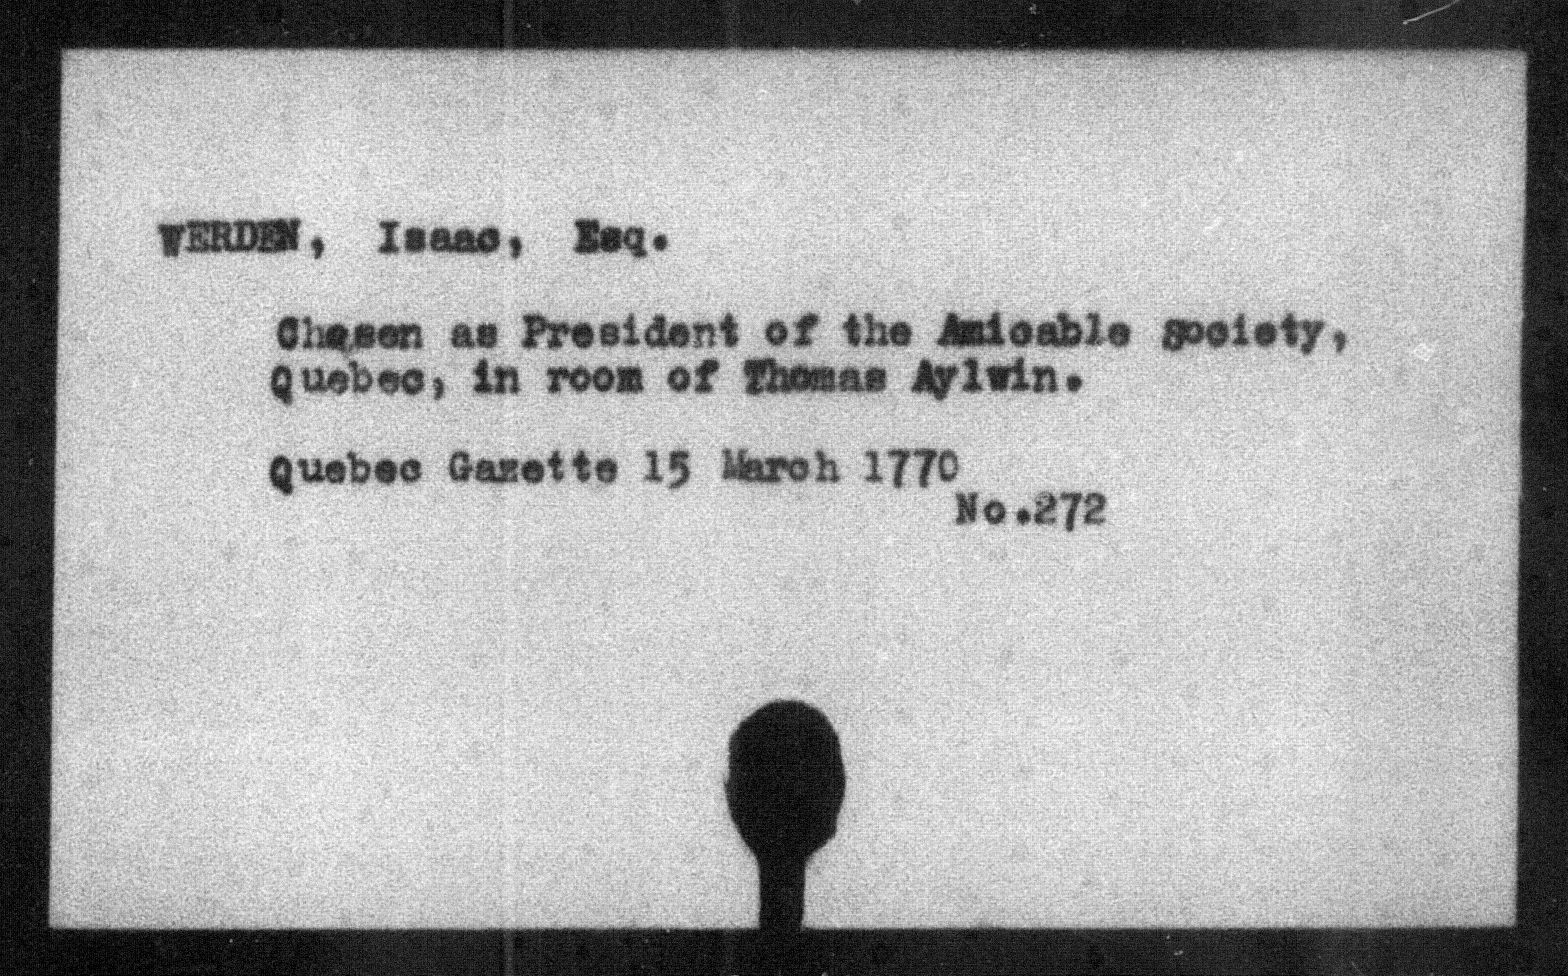 WERDEN, Isaac, Esq.
Chosen as President of the Amicable society,
Quebec, in room of Thomas Aylwin.
Quebec Gazette 15 March 1770
No.272